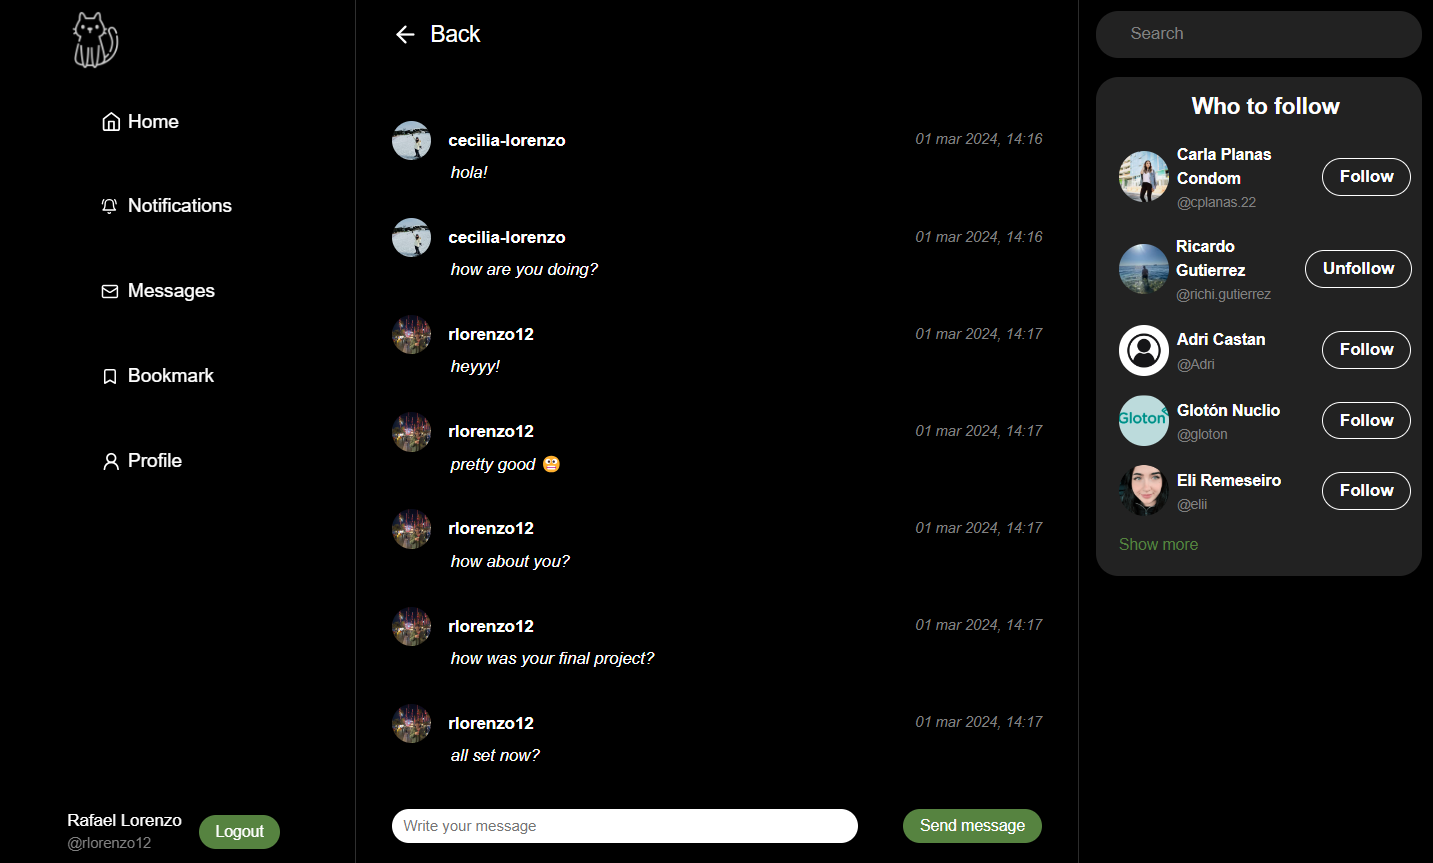 Home
Notifications
Messages
Bookmark
Profile
Rafael Lorenzo
@rlorenzo12
Logout
Back
cecilia-lorenzo 01 mar 2024, 14:16
hola!
cecilia-lorenzo 01 mar 2024, 14:16
how are you doing?
rlorenzo12 01 mar 2024, 14:17
heyyy!
rlorenzo12 01 mar 2024, 14:17
pretty good 😬
rlorenzo12 01 mar 2024, 14:17
how about you?
rlorenzo12 01 mar 2024, 14:17
how was your final project?
rlorenzo12 01 mar 2024, 14:17
all set now?
Write your message
Send message
Search
Who to follow
Carla Planas
Condom
@cplanas.22
Follow
Ricardo
Gutierrez
@richi.gutierrez
Unfollow
Adri Castan
@Adri
Follow
Gloton
Glotón Nuclio
@gloton
Follow
Eli Remeseiro
@elii
Follow
Show more